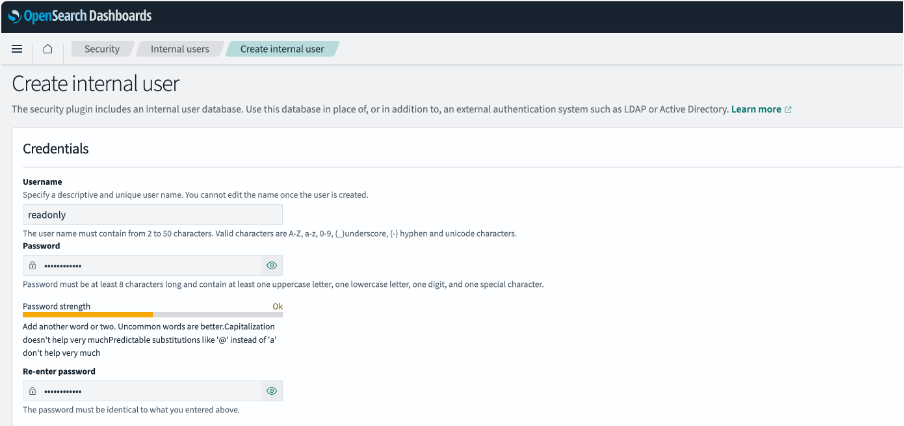 OpenSearch Dashboards
Security
Internal users
Create internal user
Create internal user
The security plugin includes an internal user database. Use this database in place of, or in addition to, an external authentication system such as LDAP or Active Directory. Learn more
Credentials
Username
Specify a descriptive and unique user name. You cannot edit the name once the user is created.
readonly
The user name must contain from 2 to 50 characters. Valid characters are A-Z, a-z, 0-9, (_)underscore, (-) hyphen and unicode characters.
Password
••••••••••••
Password must be at least 8 characters long and contain at least one uppercase letter, one lowercase letter, one digit, and one special character.
Password strength
Ok
Add another word or two. Uncommon words are better.Capitalization
doesn't help very muchPredictable substitutions like '@' instead of 'a'
don't help very much
Re-enter password
••••••••••••
The password must be identical to what you entered above.